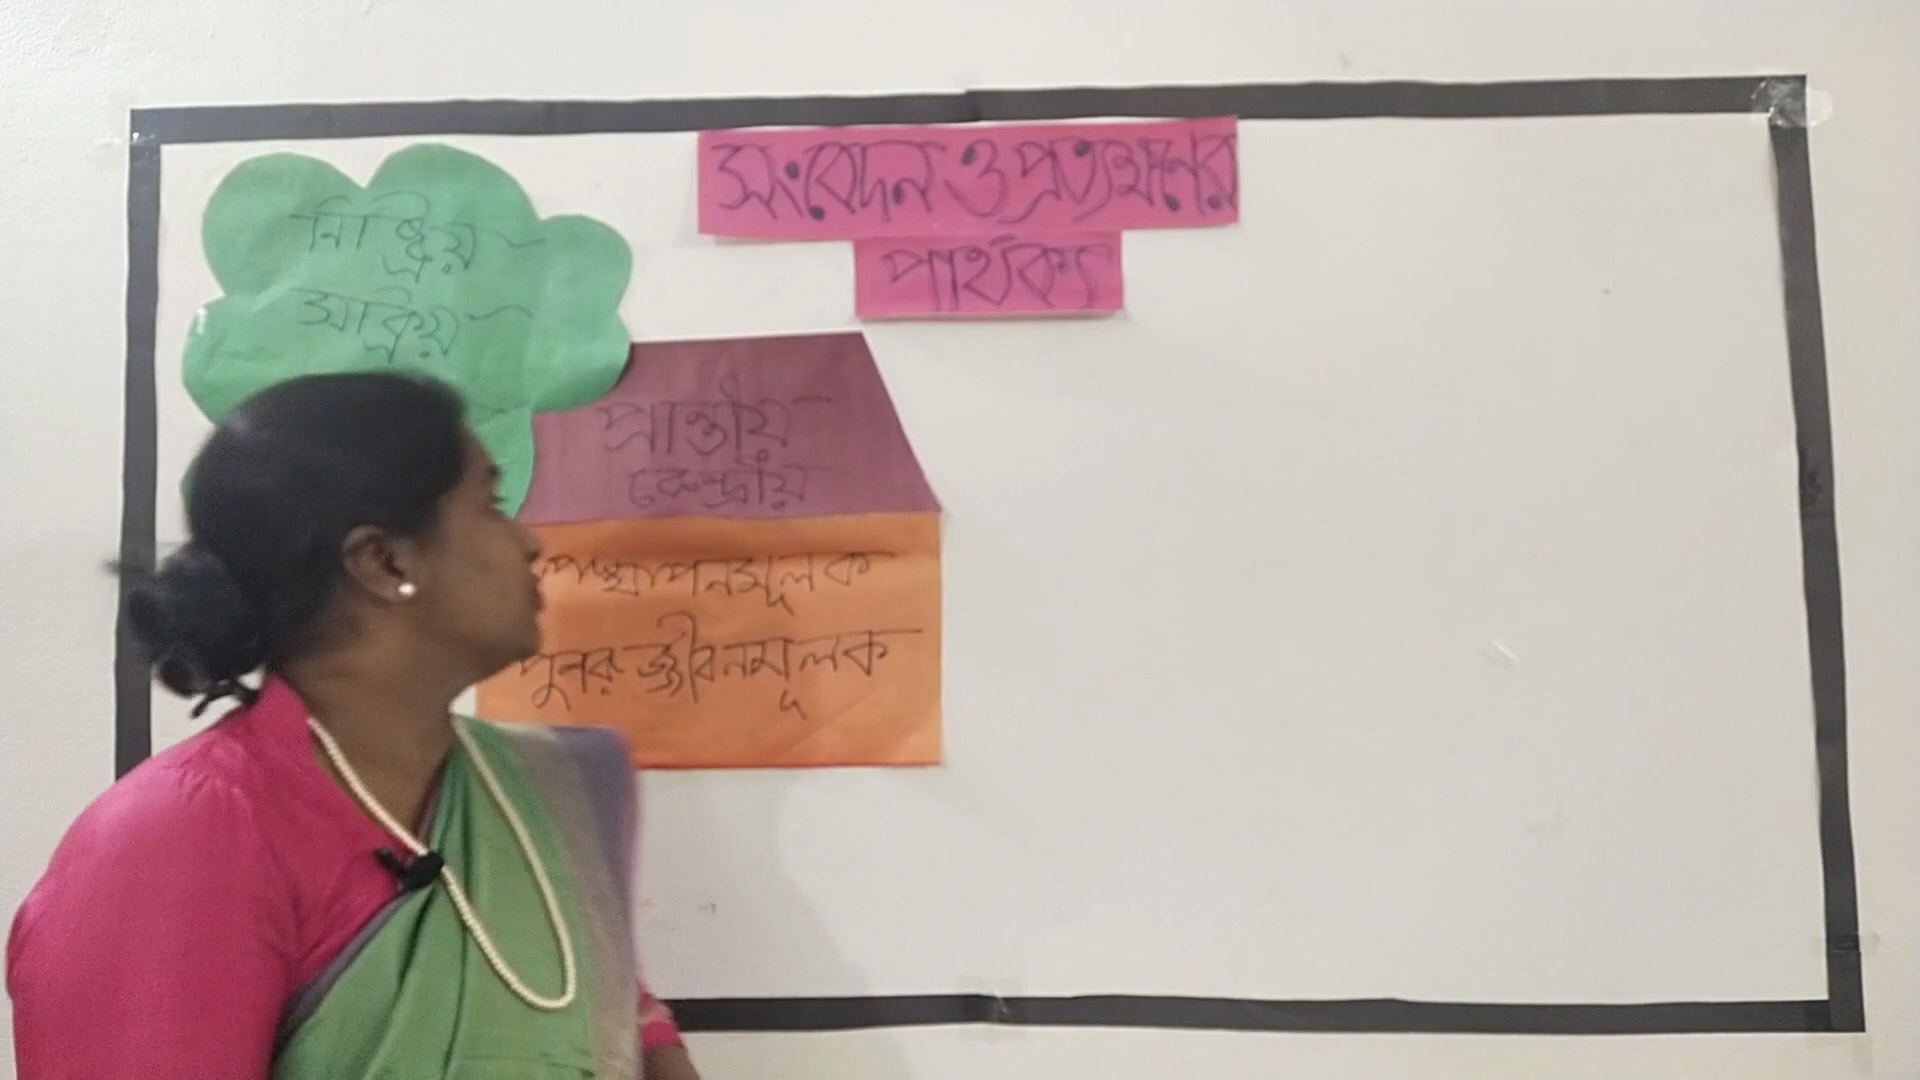 সংবেদন ও প্রত্যক্ষণের
পার্থক্য
নিষ্ক্রিয়
সক্রিয়
প্রান্তীয়
কেন্দ্রীয়
পুনরুজ্জীবনমূলক